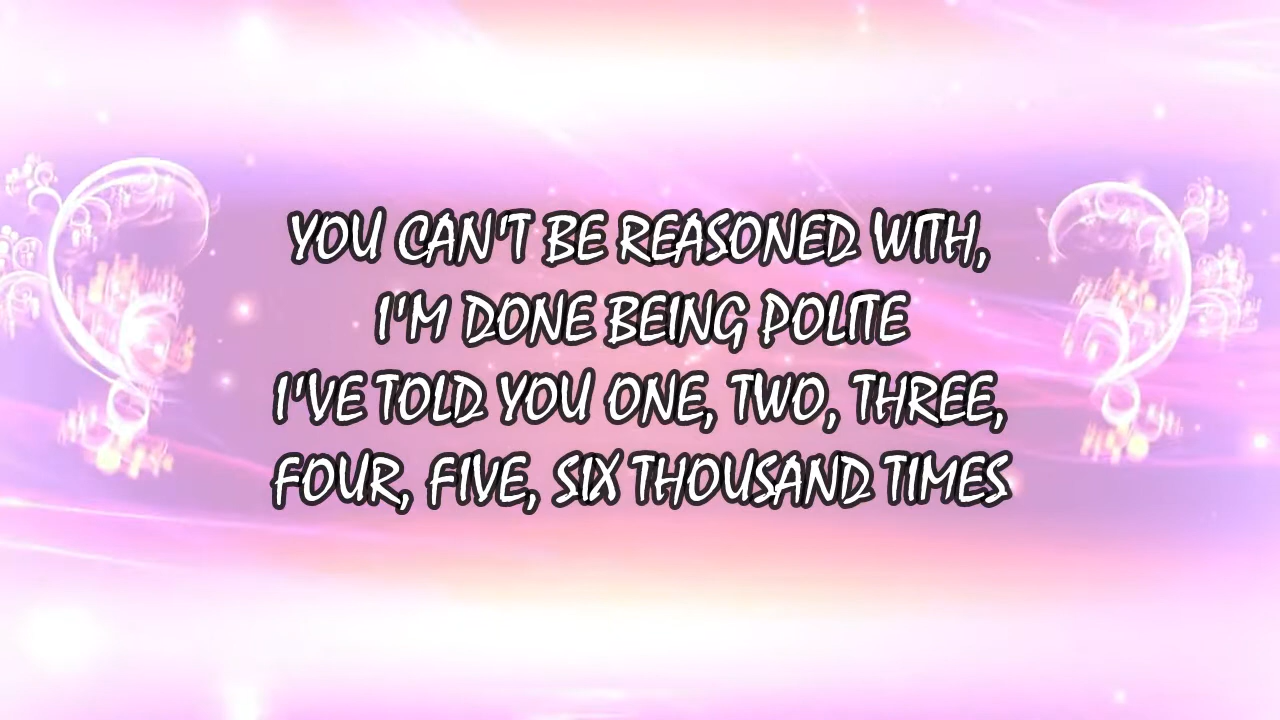 YOU CAN'T BE REASONED WITH,
I'M DONE BEING POLITE
I'VE TOLD YOU ONE, TWO, THREE,
FOUR, FIVE, SIX THOUSAND TIMES